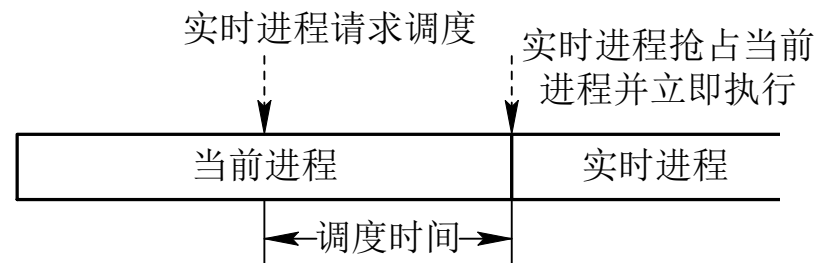 实时进程请求调度
实时进程抢占当前
进程并立即执行
当前进程
实时进程
调度时间